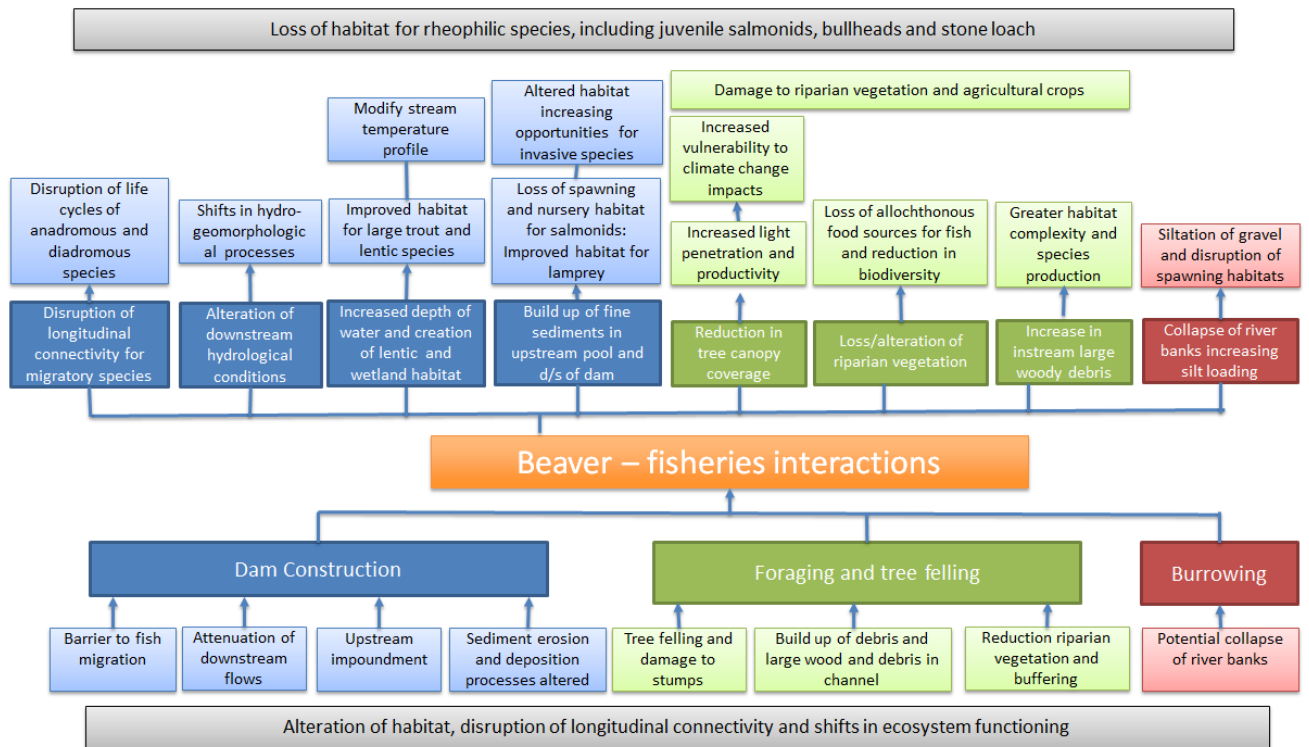 Loss of habitat for rheophilic species, including juvenile salmonids, bullheads and stone loach
Modify stream
temperature
profile
Altered habitat
increasing
opportunities for
invasive species
Damage to riparian vegetation and agricultural crops
Increased
vulnerability to
climate change
impacts
Disruption of life
cycles of
anadromous and
diadromous
species
Shifts in hydro-
geomorphologic
al processes
Improved habitat
for large trout and
lentic species
Loss of spawning
and nursery habitat
for salmonids:
Improved habitat for
lamprey
Increased light
penetration and
productivity
Loss of allochthonous
food sources for fish
and reduction in
biodiversity
Greater habitat
complexity and
species
production
Siltation of gravel
and disruption of
spawning habitats
Disruption of
longitudinal
connectivity for
migratory species
Alteration of
downstream
hydrological
conditions
Increased depth of
water and creation
of lentic and
wetland habitat
Build up of fine
sediments in
upstream pool and
d/s of dam
Reduction in
tree canopy
coverage
Loss/alteration of
riparian vegetation
Increase in
instream large
woody debris
Collapse of river
banks increasing
silt loading
Beaver – fisheries interactions
Dam Construction
Foraging and tree felling
Burrowing
Barrier to fish
migration
Attenuation of
downstream
flows
Upstream
impoundment
Sediment erosion
and deposition
processes altered
Tree felling and
damage to
stumps
Build up of debris and
large wood and debris in
channel
Reduction riparian
vegetation and
buffering
Potential collapse
of river banks
Alteration of habitat, disruption of longitudinal connectivity and shifts in ecosystem functioning